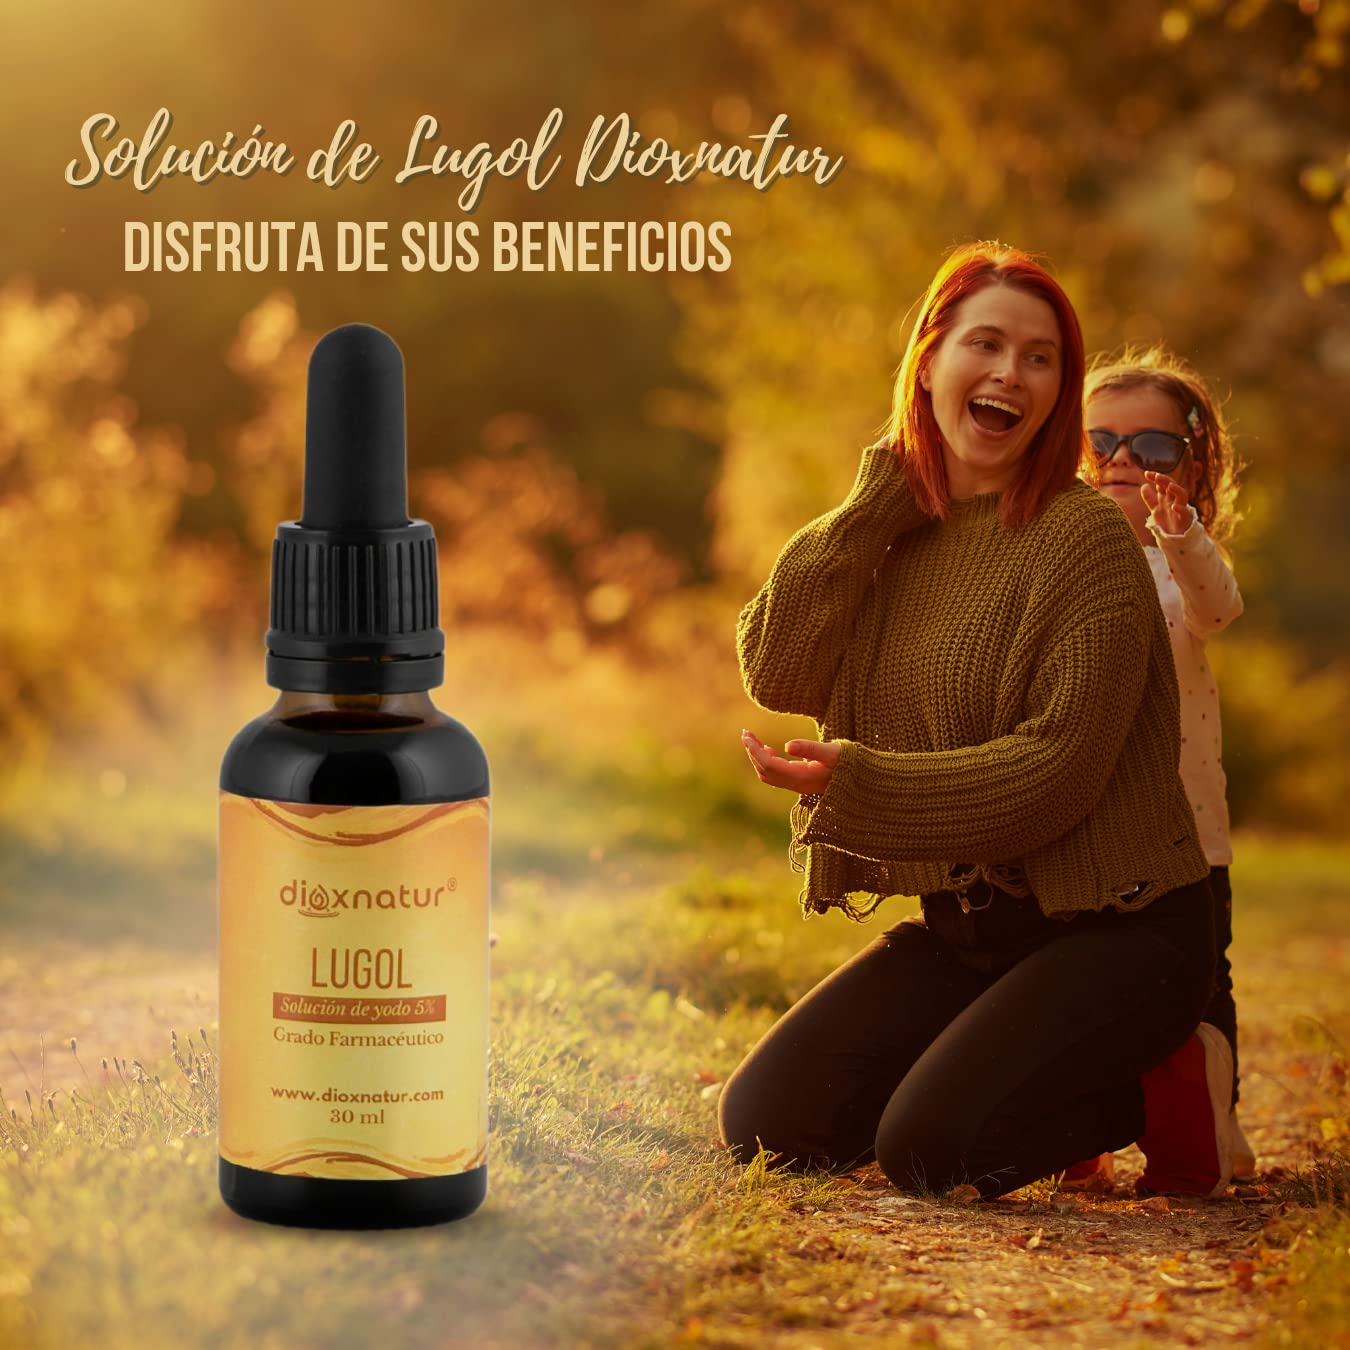 Solución de Lugol Dioxnatur
DISFRUTA DE SUS BENEFICIOS
dioxnatur®
LUGOL
Solución de yodo 5%
Grado Farmacéutico
www.dioxnatur.com
30 ml